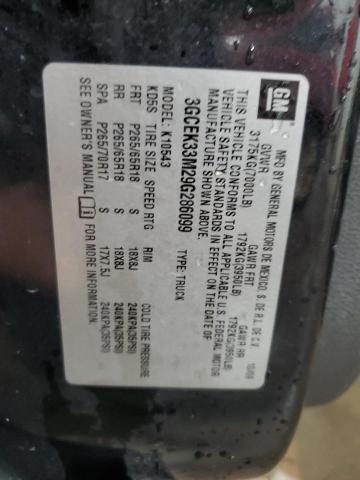 GM
MFD BY GENERAL MOTORS DE MEXICO, S. DE R.L. DE C.V.
GVWR GAWR FRT GAWR RR 10/08
3175KG(7000LB) 1792KG(3950LB) 1792KG(3950LB)
THIS VEHICLE CONFORMS TO ALL APPLICABLE U.S. FEDERAL MOTOR
VEHICLE SAFETY STANDARDS IN EFFECT ON THE DATE OF
MANUFACTURE SHOWN ABOVE.
3GCEK33M29G286099 TYPE: TRUCK
MODEL: K10543
KD5S TIRE SIZE SPEED RTG RIM COLD TIRE PRESSURE
FRT P265/65R18 S 18X8J 240KPA(35PSI)
RR P265/65R18 S 18X8J 240KPA(35PSI)
SPA P265/70R17 S 17X7.5J 240KPA(35PSI)
SEE OWNER'S MANUAL FOR MORE INFORMATION.